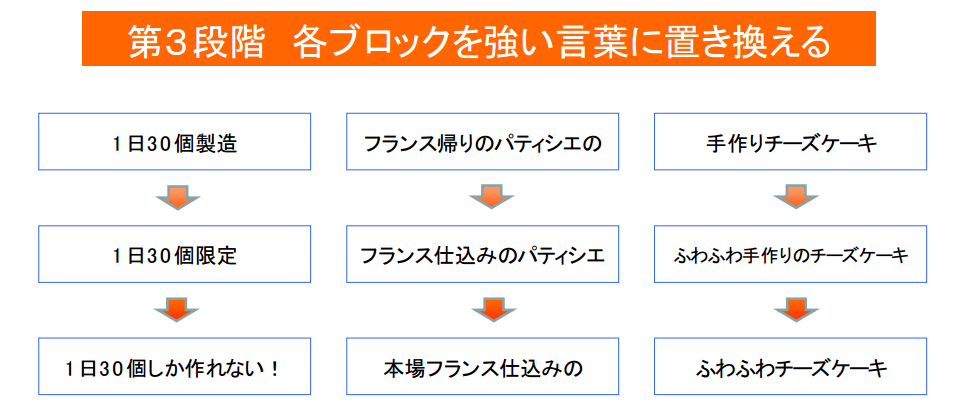 第３段階　各ブロックを強い言葉に置き換える
１日30個製造
フランス帰りのパティシエの
手作りチーズケーキ
１日30個限定
フランス仕込みのパティシエ
ふわふわ手作りのチーズケーキ
１日30個しか作れない！
本場フランス仕込みの
ふわふわチーズケーキ